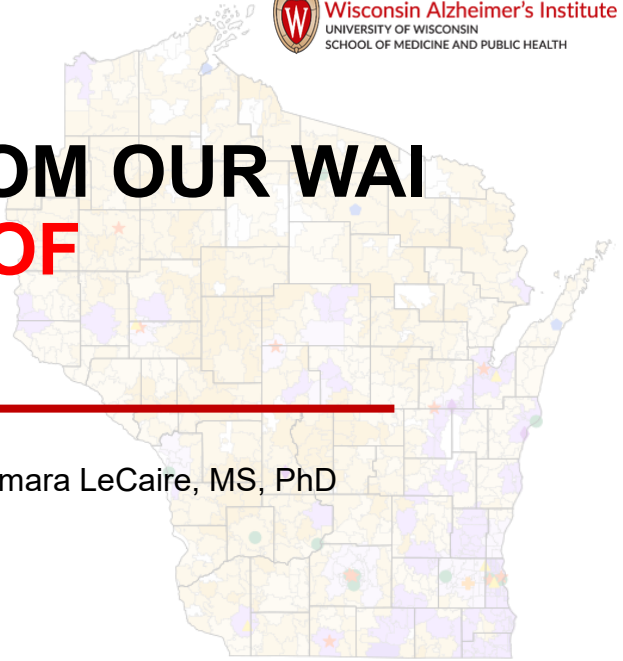 Wisconsin Alzheimer's Institute
UNIVERSITY OF WISCONSIN
SCHOOL OF MEDICINE AND PUBLIC HEALTH
OM OUR WAI
OF
mara LeCaire, MS, PhD